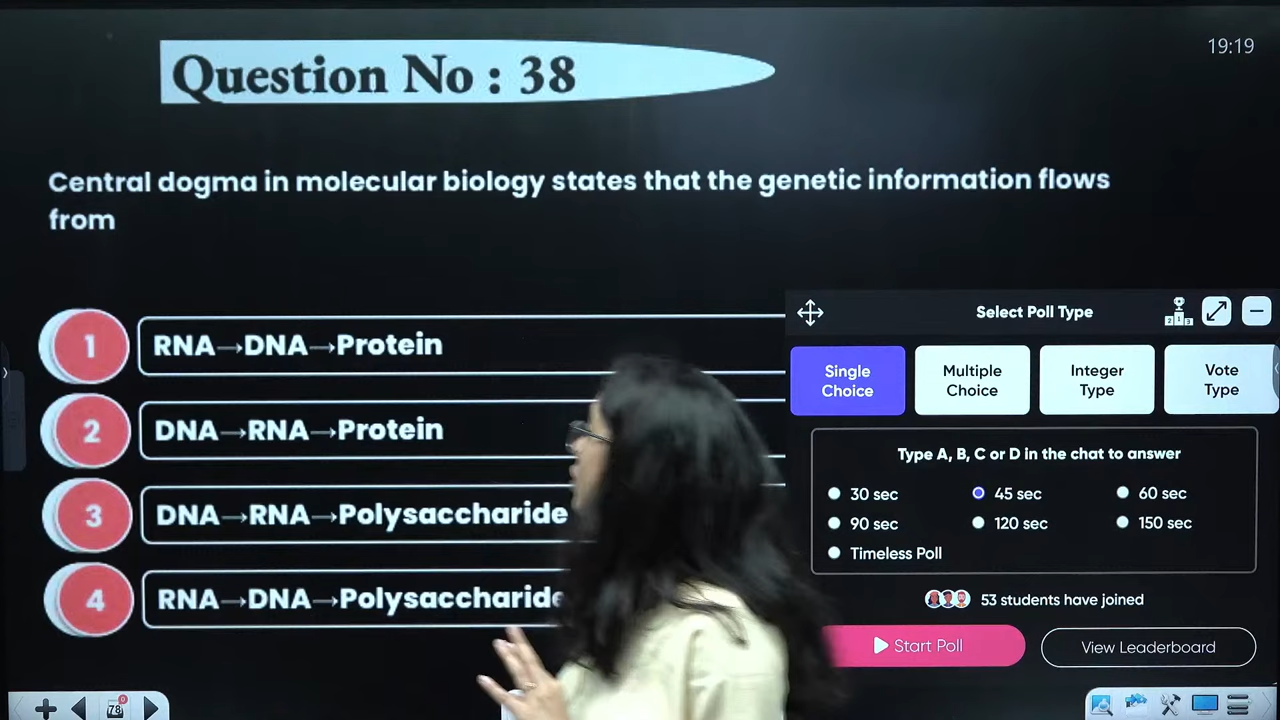 Question No : 38
19:19
Central dogma in molecular biology states that the genetic information flows
from
1 RNA→DNA→Protein
2 DNA→RNA→Protein
3 DNA→RNA→Polysaccharide
4 RNA→DNA→Polysaccharide
Select Poll Type
Single
Choice
Multiple
Choice
Integer
Type
Vote
Type
Type A, B, C or D in the chat to answer
30 sec 45 sec 60 sec
90 sec 120 sec 150 sec
Timeless Poll
53 students have joined
Start Poll View Leaderboard
78